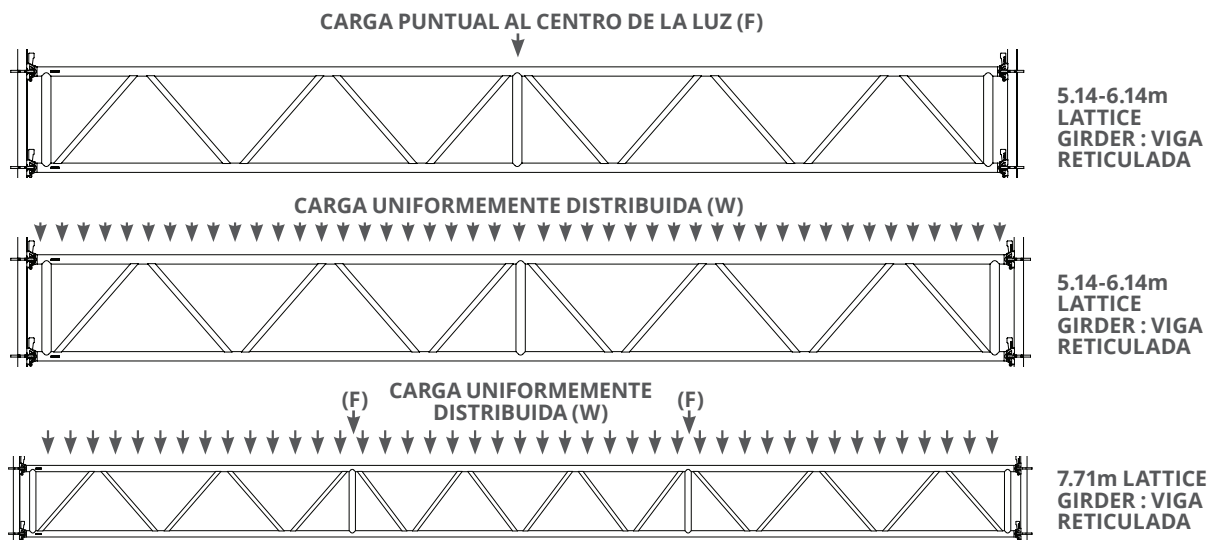 CARGA PUNTUAL AL CENTRO DE LA LUZ (F)
5.14-6.14m
LATTICE
GIRDER : VIGA
RETICULADA
CARGA UNIFORMEMENTE DISTRIBUIDA (W)
5.14-6.14m
LATTICE
GIRDER : VIGA
RETICULADA
(F)
CARGA UNIFORMEMENTE
DISTRIBUIDA (W)
(F)
7.71m LATTICE
GIRDER : VIGA
RETICULADA